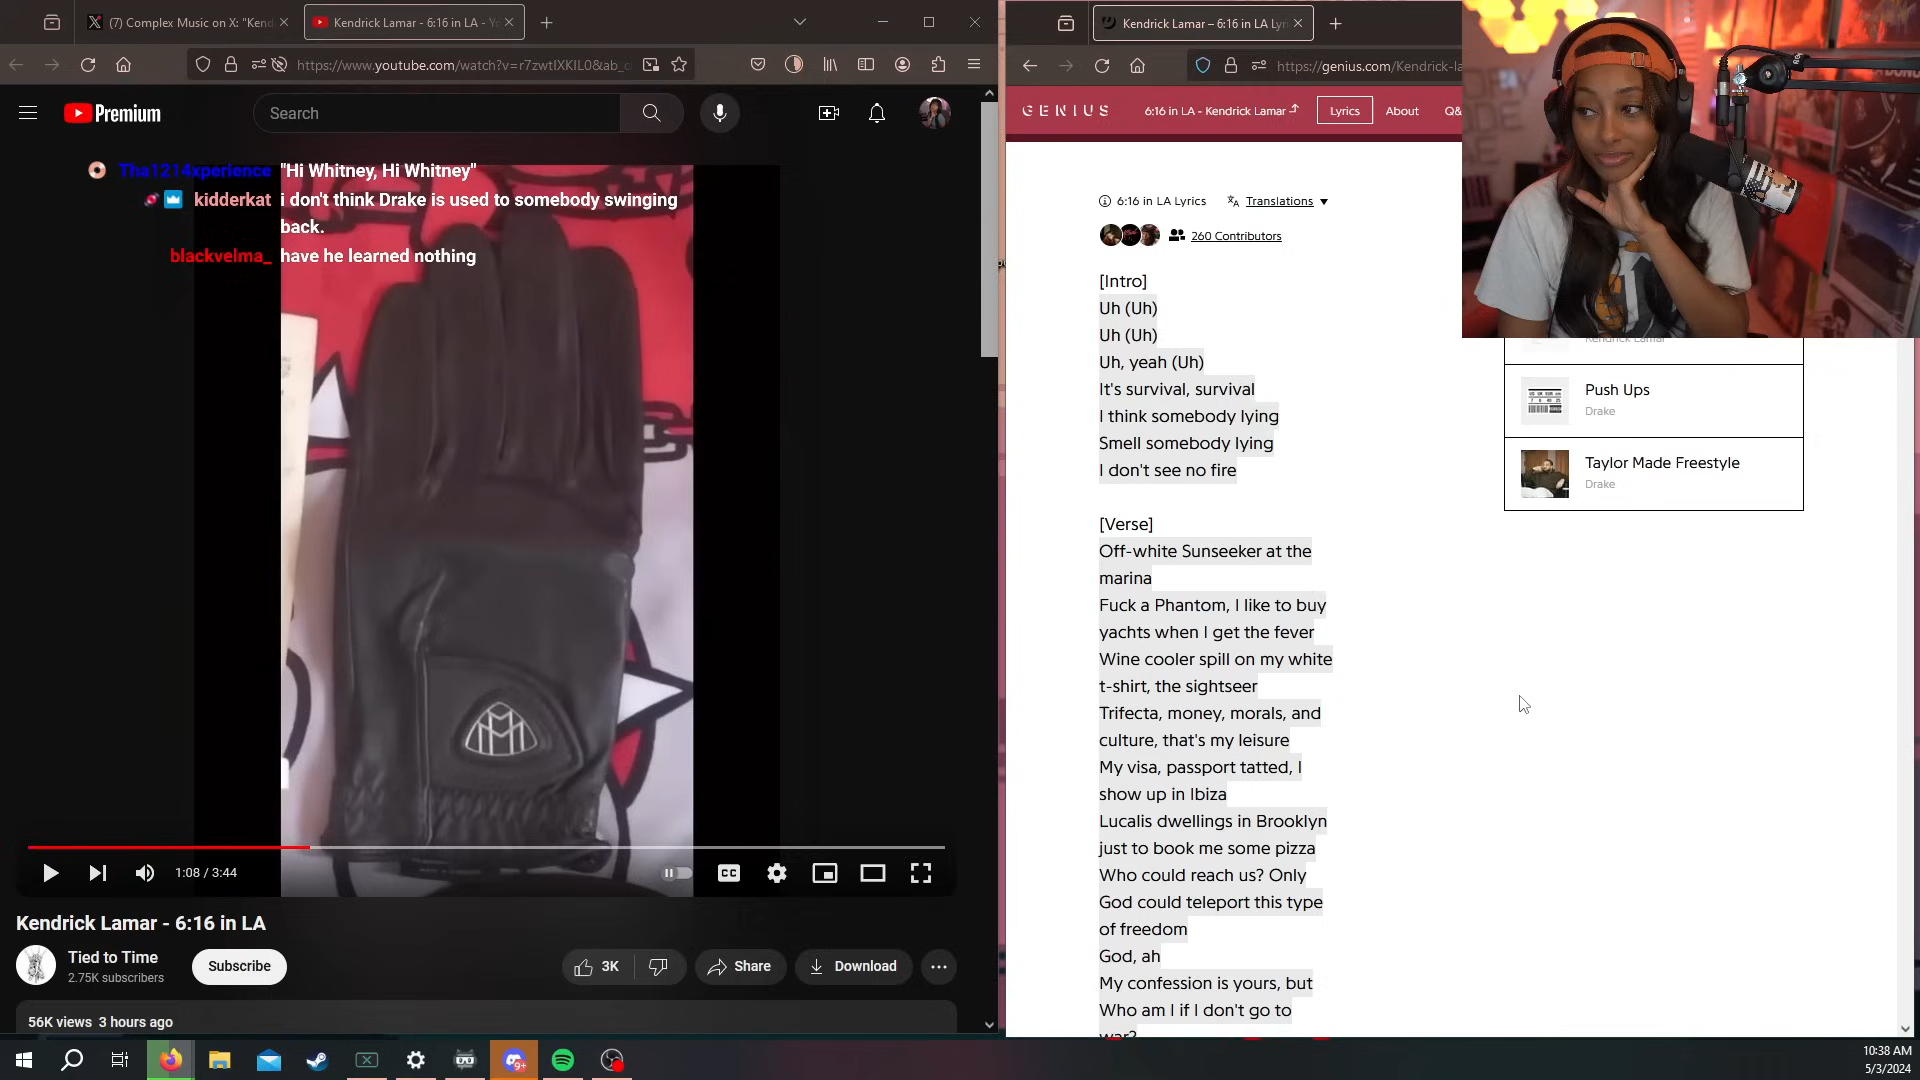 (7) Complex Music on X: "Kend
Kendrick Lamar - 6:16 in LA - Yo
Kendrick Lamar – 6:16 in LA Lyri
https://www.youtube.com/watch?v=r7zwtIXKIL0&ab_c
https://genius.com/Kendrick-la
Premium
Search
GENIUS
6:16 in LA - Kendrick Lamar
Lyrics
About
Q&
Tha1214xperience "Hi Whitney, Hi Whitney"
kidderkat i don't think Drake is used to somebody swinging
back.
blackvelma_ have he learned nothing
1:08 / 3:44
CC
Kendrick Lamar - 6:16 in LA
Tied to Time
2.75K subscribers
Subscribe
3K
Share
Download
56K views 3 hours ago
6:16 in LA Lyrics
Translations
260 Contributors
[Intro]
Uh (Uh)
Uh (Uh)
Uh, yeah (Uh)
It's survival, survival
I think somebody lying
Smell somebody lying
I don't see no fire
[Verse]
Off-white Sunseeker at the
marina
Fuck a Phantom, I like to buy
yachts when I get the fever
Wine cooler spill on my white
t-shirt, the sightseer
Trifecta, money, morals, and
culture, that's my leisure
My visa, passport tatted, I
show up in Ibiza
Lucalis dwellings in Brooklyn
just to book me some pizza
Who could reach us? Only
God could teleport this type
of freedom
God, ah
My confession is yours, but
Who am I if I don't go to
war?
Kendrick Lamar
Push Ups
Drake
Taylor Made Freestyle
Drake
9+
10:38 AM
5/3/2024